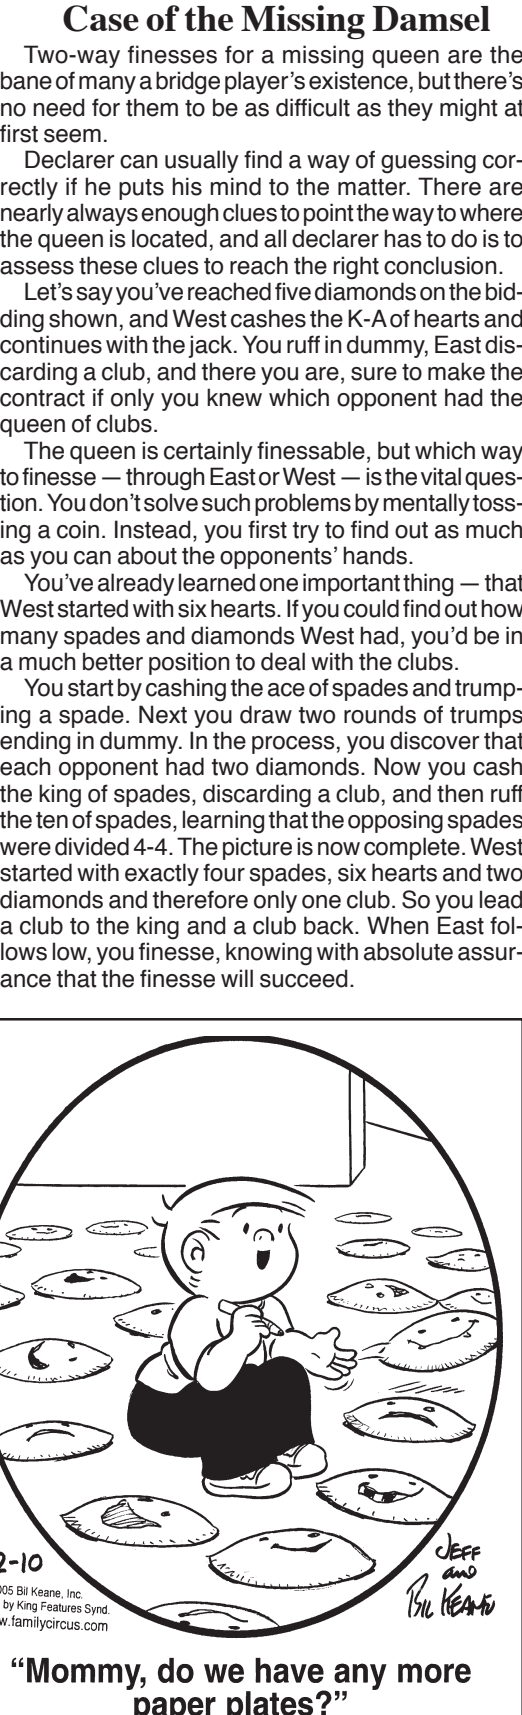 Case of the Missing Damsel
Two-way finesses for a missing queen are the
bane of many a bridge player's existence, but there's
no need for them to be as difficult as they might at
first seem.
Declarer can usually find a way of guessing cor-
rectly if he puts his mind to the matter. There are
nearly always enough clues to point the way to where
the queen is located, and all declarer has to do is to
assess these clues to reach the right conclusion.
Let's say you've reached five diamonds on the bid-
ding shown, and West cashes the K-A of hearts and
continues with the jack. You ruff in dummy, East dis-
carding a club, and there you are, sure to make the
contract if only you knew which opponent had the
queen of clubs.
The queen is certainly finessable, but which way
to finesse — through East or West — is the vital ques-
tion. You don't solve such problems by mentally toss-
ing a coin. Instead, you first try to find out as much
as you can about the opponents' hands.
You've already learned one important thing — that
West started with six hearts. If you could find out how
many spades and diamonds West had, you'd be in
a much better position to deal with the clubs.
You start by cashing the ace of spades and trump-
ing a spade. Next you draw two rounds of trumps
ending in dummy. In the process, you discover that
each opponent had two diamonds. Now you cash
the king of spades, discarding a club, and then ruff
the ten of spades, learning that the opposing spades
were divided 4-4. The picture is now complete. West
started with exactly four spades, six hearts and two
diamonds and therefore only one club. So you lead
a club to the king and a club back. When East fol-
lows low, you finesse, knowing with absolute assur-
ance that the finesse will succeed.
2-10
005 Bil Keane, Inc.
by King Features Synd.
w.familycircus.com
JEFF
and
BIL KEANE
"Mommy, do we have any more
paper plates?"